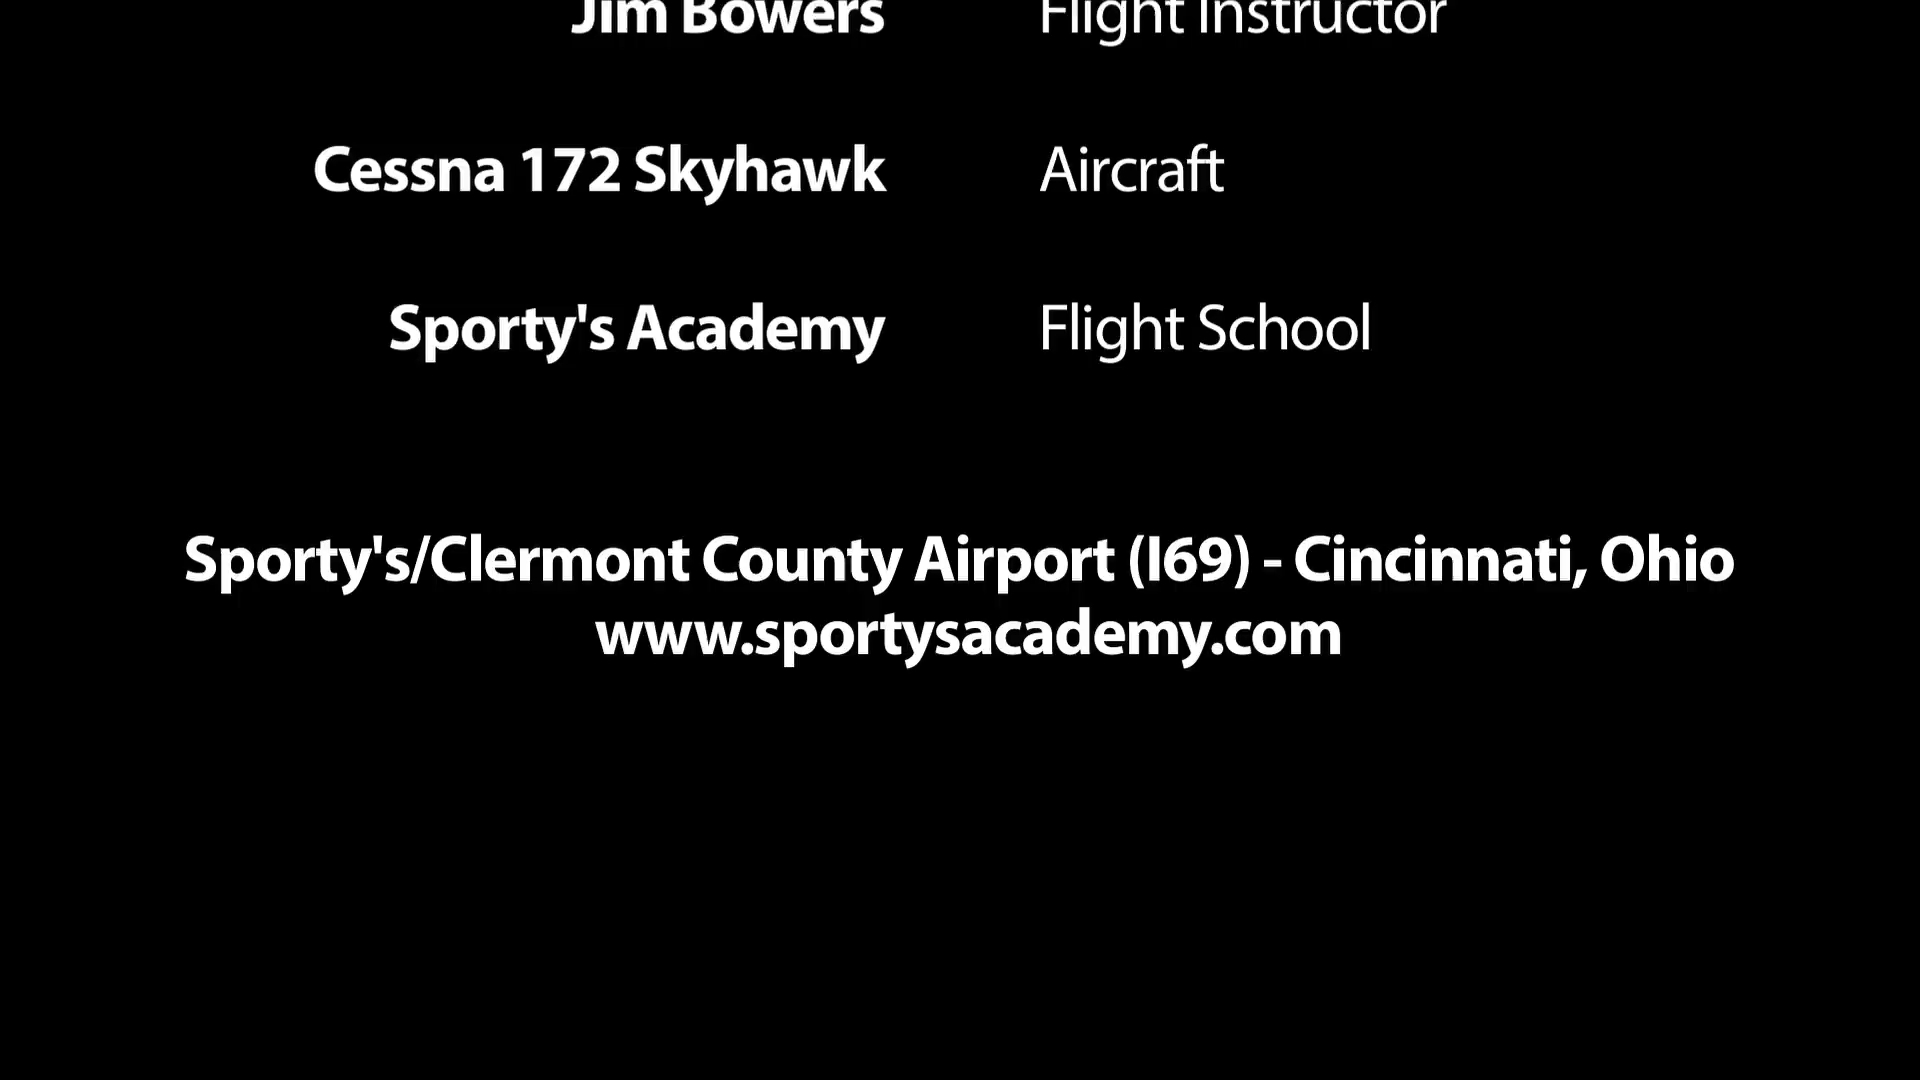 Jim Bowers Flight Instructor
Cessna 172 Skyhawk Aircraft
Sporty's Academy Flight School
Sporty's/Clermont County Airport (I69) - Cincinnati, Ohio
www.sportysacademy.com